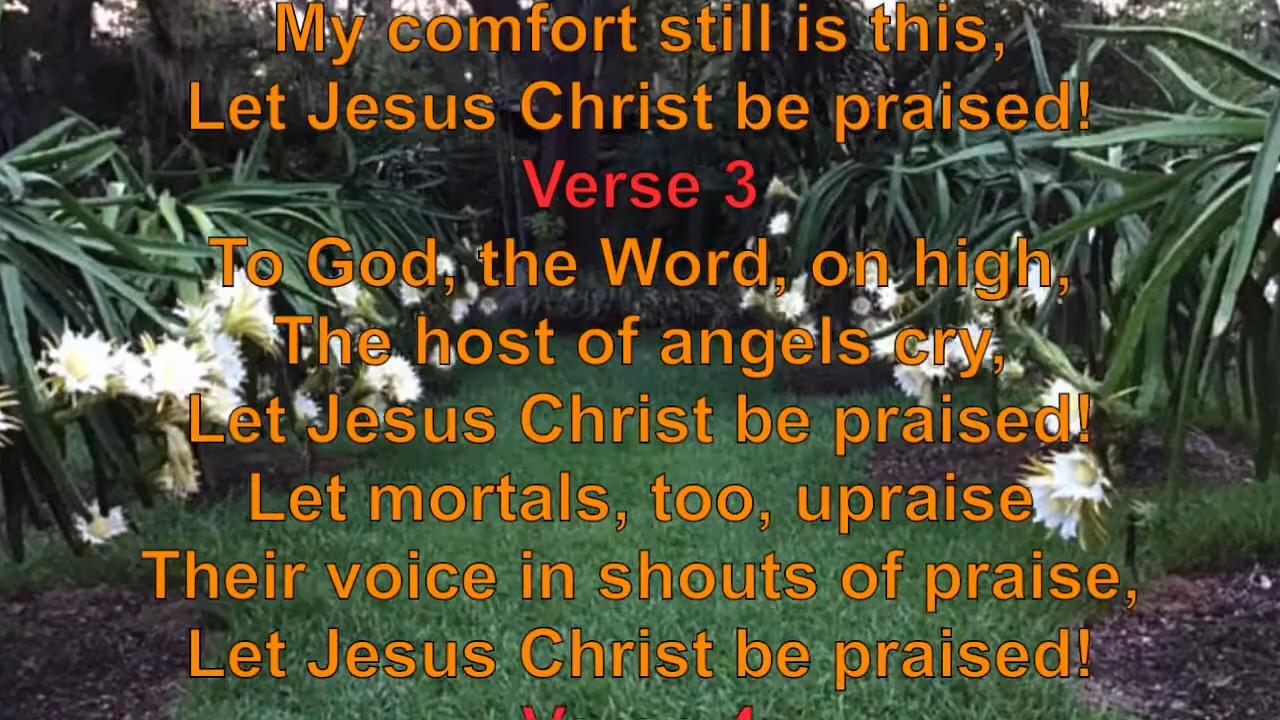 My comfort still is this,
Let Jesus Christ be praised!
Verse 3
To God, the Word, on high,
The host of angels cry,
Let Jesus Christ be praised!
Let mortals, too, upraise
Their voice in shouts of praise,
Let Jesus Christ be praised!